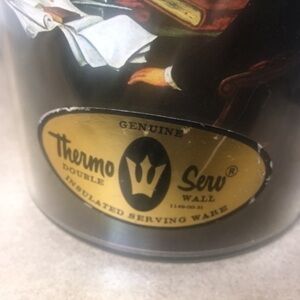 GENUINE
Thermo Serv®
DOUBLE WALL
INSULATED SERVING WARE